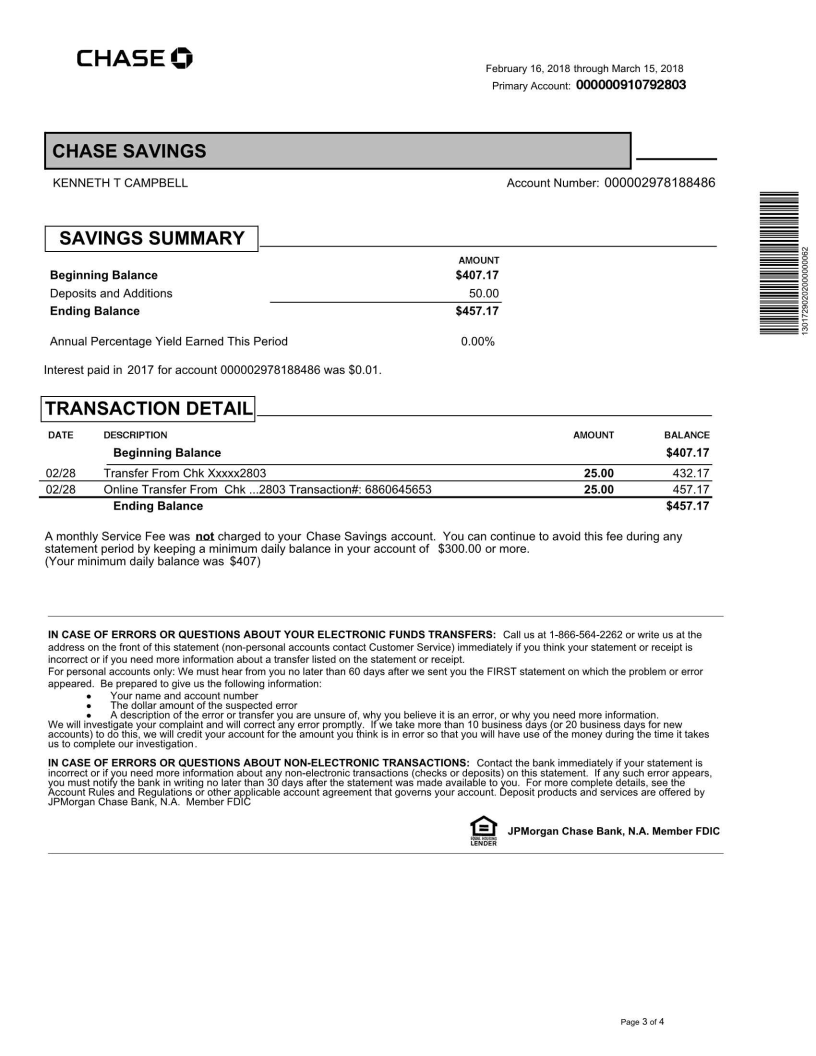 CHASE
February 16, 2018 through March 15, 2018
Primary Account: 000000910792803
CHASE SAVINGS
KENNETH T CAMPBELL Account Number: 000002978188486
SAVINGS SUMMARY
AMOUNT
Beginning Balance $407.17
Deposits and Additions 50.00
Ending Balance $457.17
Annual Percentage Yield Earned This Period 0.00%
Interest paid in 2017 for account 000002978188486 was $0.01.
13017290202000000062
TRANSACTION DETAIL
DATE DESCRIPTION AMOUNT BALANCE
Beginning Balance $407.17
02/28 Transfer From Chk Xxxxx2803 25.00 432.17
02/28 Online Transfer From Chk ...2803 Transaction#: 6860645653 25.00 457.17
Ending Balance $457.17
A monthly Service Fee was not charged to your Chase Savings account. You can continue to avoid this fee during any
statement period by keeping a minimum daily balance in your account of $300.00 or more.
(Your minimum daily balance was $407)
IN CASE OF ERRORS OR QUESTIONS ABOUT YOUR ELECTRONIC FUNDS TRANSFERS: Call us at 1-866-564-2262 or write us at the
address on the front of this statement (non-personal accounts contact Customer Service) immediately if you think your statement or receipt is
incorrect or if you need more information about a transfer listed on the statement or receipt.
For personal accounts only: We must hear from you no later than 60 days after we sent you the FIRST statement on which the problem or error
appeared. Be prepared to give us the following information:
● Your name and account number
● The dollar amount of the suspected error
● A description of the error or transfer you are unsure of, why you believe it is an error, or why you need more information.
We will investigate your complaint and will correct any error promptly. If we take more than 10 business days (or 20 business days for new
accounts) to do this, we will credit your account for the amount you think is in error so that you will have use of the money during the time it takes
us to complete our investigation.
IN CASE OF ERRORS OR QUESTIONS ABOUT NON-ELECTRONIC TRANSACTIONS: Contact the bank immediately if your statement is
incorrect or if you need more information about any non-electronic transactions (checks or deposits) on this statement. If any such error appears,
you must notify the bank in writing no later than 30 days after the statement was made available to you. For more complete details, see the
Account Rules and Regulations or other applicable account agreement that governs your account. Deposit products and services are offered by
JPMorgan Chase Bank, N.A. Member FDIC
EQUAL HOUSING
LENDER
JPMorgan Chase Bank, N.A. Member FDIC
Page 3 of 4